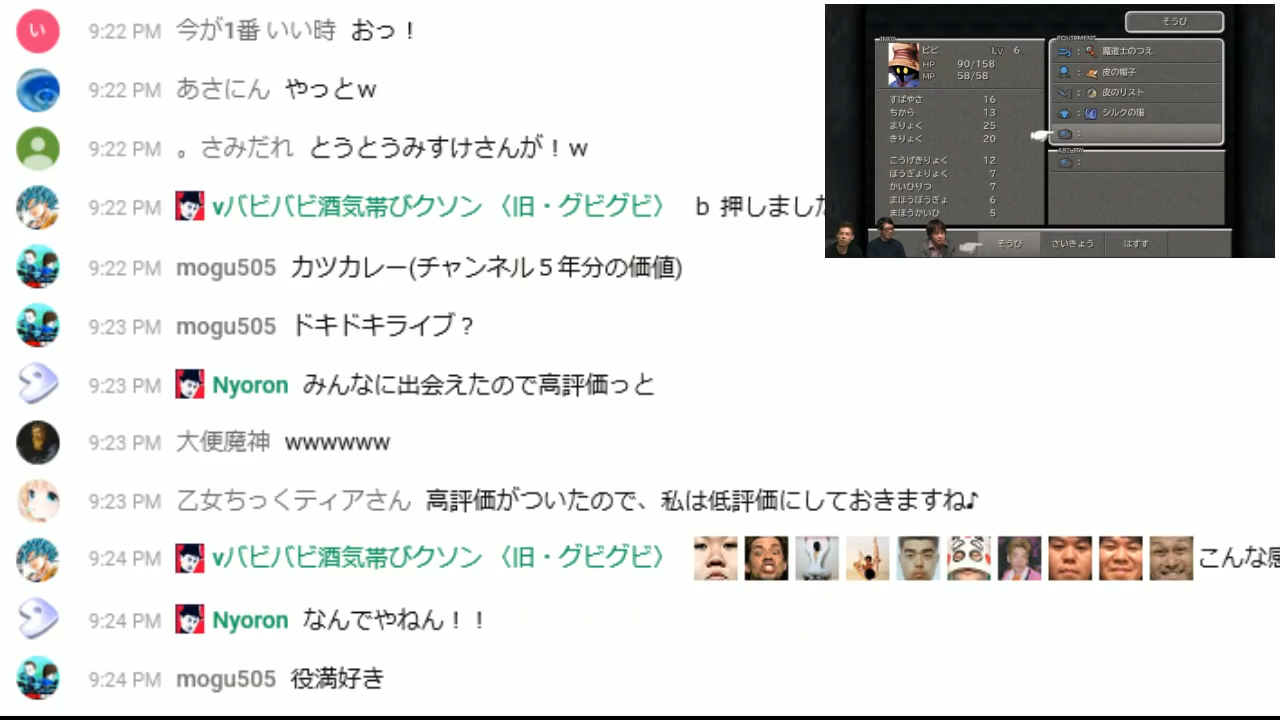 い 9:22 PM 今が1番 いい時 おっ！
9:22 PM あさにん やっとw
9:22 PM 。さみだれ とうとうみすけさんが！w
9:22 PM vバビバビ酒気帯びクソン 〈旧・グビグビ〉 b 押しました
9:22 PM mogu505 カツカレー(チャンネル５年分の価値)
9:23 PM mogu505 ドキドキライブ？
9:23 PM Nyoron みんなに出会えたので高評価っと
9:23 PM 大便魔神 wwwwww
9:23 PM 乙女ちっくティアさん 高評価がついたので、私は低評価にしておきますね♪
9:24 PM vバビバビ酒気帯びクソン 〈旧・グビグビ〉 こんな感
9:24 PM Nyoron なんでやねん！！
9:24 PM mogu505 役満好き
そうび
INFO
ビビ Lv 6
HP 90/158
MP 58/58
すばやさ 16
ちから 13
まりょく 25
きりょく 20
こうげきりょく 12
ぼうぎょりょく 7
かいひりつ 7
まほうぼうぎょ 6
まほうかいひ 5
EQUIPMENT
: 魔道士のつえ
: 皮の帽子
: 皮のリスト
: シルクの服
:
ABILITY
:
そうび さいきょう はずす